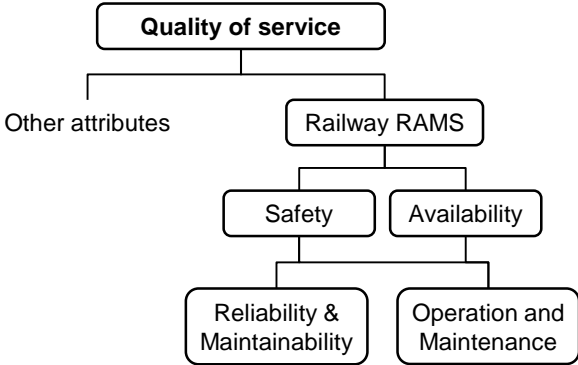 Quality of service
Other attributes
Railway RAMS
Safety
Availability
Reliability &
Maintainability
Operation and
Maintenance